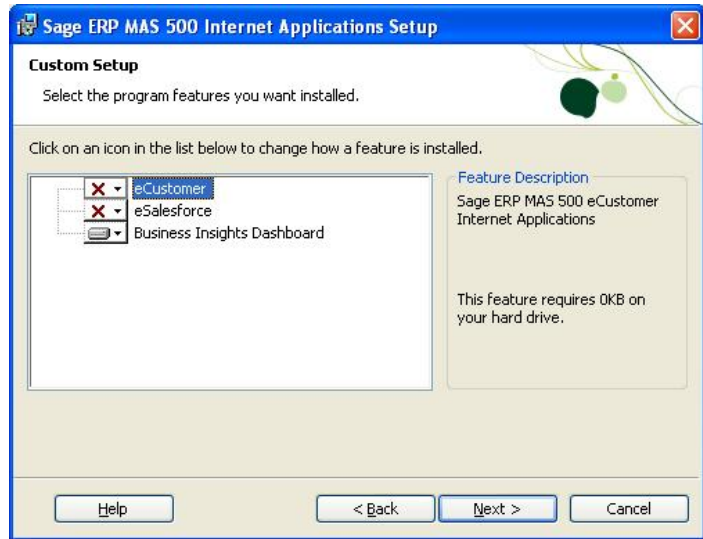 Sage ERP MAS 500 Internet Applications Setup
Custom Setup
Select the program features you want installed.
Click on an icon in the list below to change how a feature is installed.
eCustomer
eSalesforce
Business Insights Dashboard
Feature Description
Sage ERP MAS 500 eCustomer
Internet Applications
This feature requires 0KB on
your hard drive.
Help
< Back
Next >
Cancel